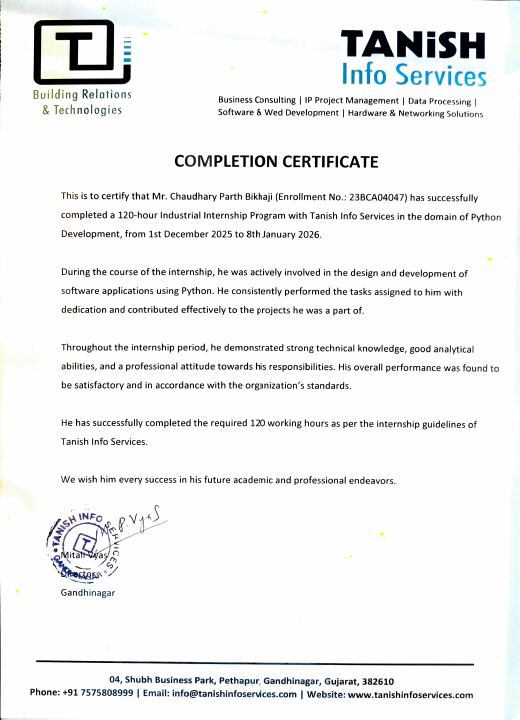 Building Relations
& Technologies
TANiSH
Info Services
Business Consulting | IP Project Management | Data Processing |
Software & Wed Development | Hardware & Networking Solutions
COMPLETION CERTIFICATE
This is to certify that Mr. Chaudhary Parth Bikhaji (Enrollment No.: 23BCA04047) has successfully
completed a 120-hour Industrial Internship Program with Tanish Info Services in the domain of Python
Development, from 1st December 2025 to 8th January 2026.
During the course of the internship, he was actively involved in the design and development of
software applications using Python. He consistently performed the tasks assigned to him with
dedication and contributed effectively to the projects he was a part of.
Throughout the internship period, he demonstrated strong technical knowledge, good analytical
abilities, and a professional attitude towards his responsibilities. His overall performance was found to
be satisfactory and in accordance with the organization's standards.
He has successfully completed the required 120 working hours as per the internship guidelines of
Tanish Info Services.
We wish him every success in his future academic and professional endeavors.
TANISH INFO SERVICES
P. Vyas
Mitali Vyas
Gandhinagar
04, Shubh Business Park, Pethapur, Gandhinagar, Gujarat, 382610
Phone: +91 7575808999 | Email: info@tanishinfoservices.com | Website: www.tanishinfoservices.com